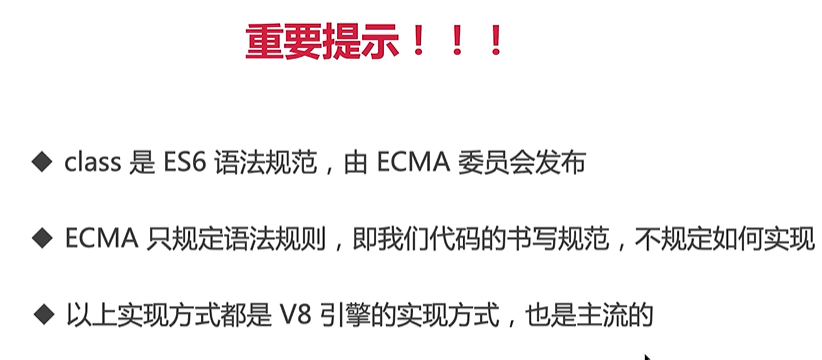 重要提示！！！
◆ class 是 ES6 语法规范，由 ECMA 委员会发布
◆ ECMA 只规定语法规则，即我们代码的书写规范，不规定如何实现
◆ 以上实现方式都是 V8 引擎的实现方式，也是主流的